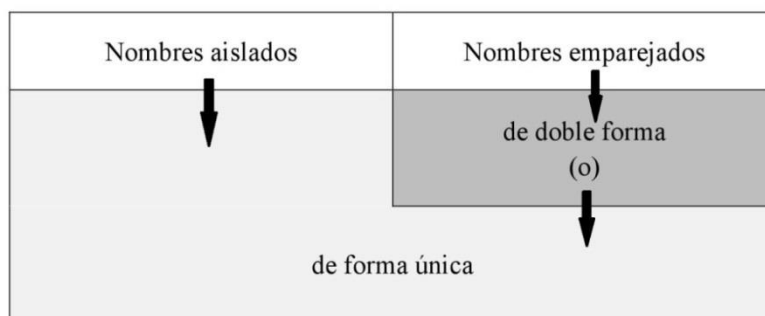 Nombres aislados
Nombres emparejados
de doble forma
(o)
de forma única